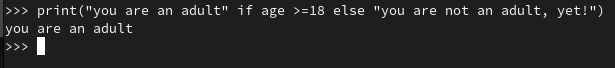 >>> print("you are an adult" if age >=18 else "you are not an adult, yet!")
you are an adult
>>>